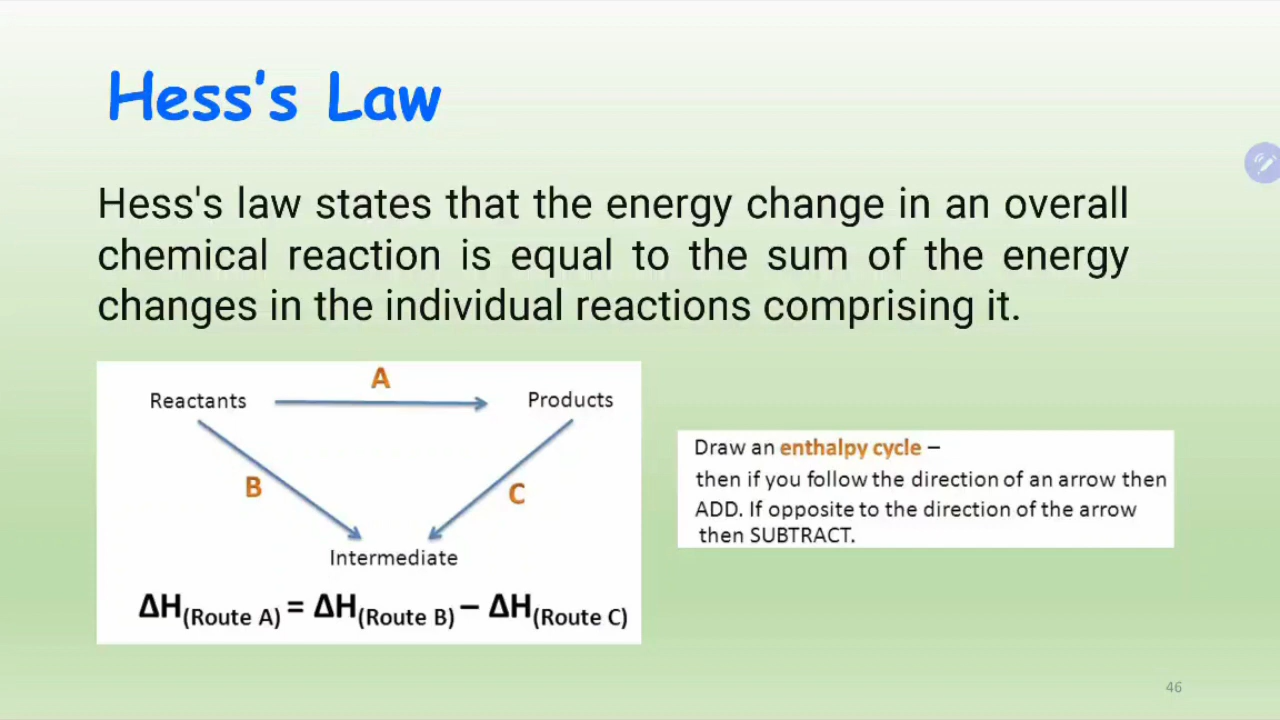 Hess's Law
Hess's law states that the energy change in an overall
chemical reaction is equal to the sum of the energy
changes in the individual reactions comprising it.
A
Reactants
Products
B
C
Intermediate
ΔH(Route A) = ΔH(Route B) – ΔH(Route C)
Draw an enthalpy cycle –
then if you follow the direction of an arrow then
ADD. If opposite to the direction of the arrow
then SUBTRACT.
46